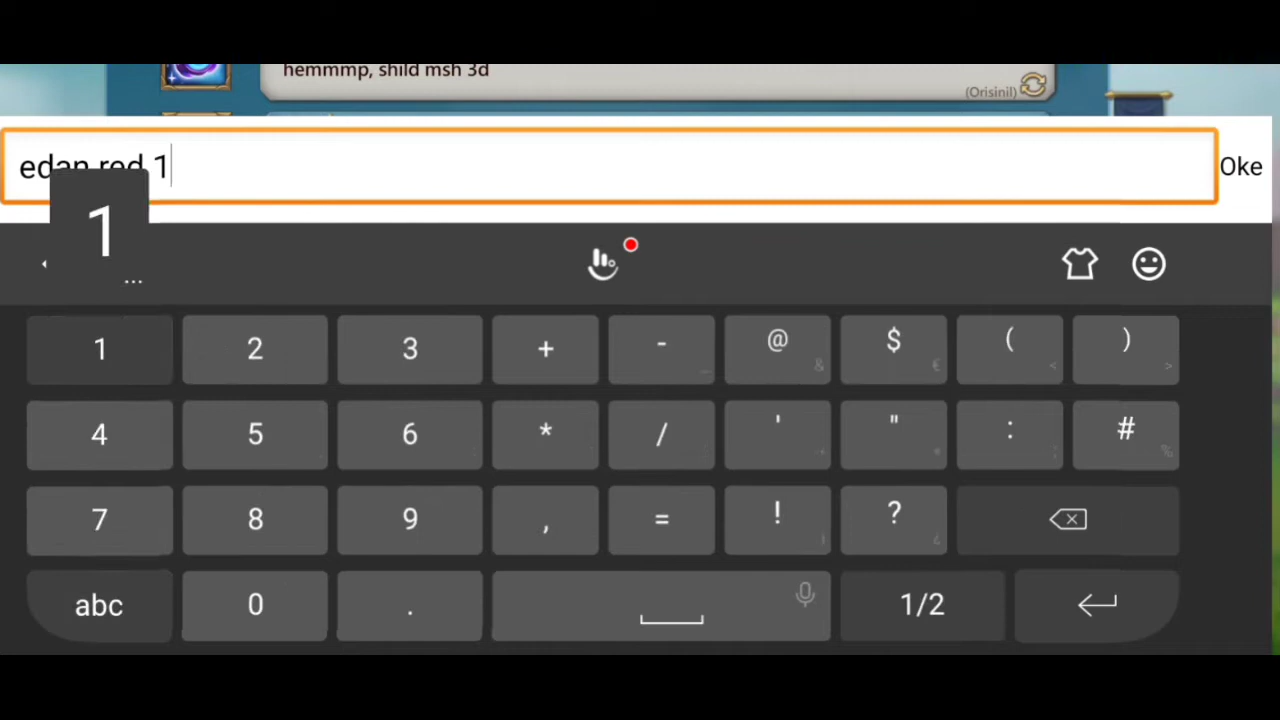 hemmmp, shild msh 3d
(Orisinil)
edan red 1
Oke
1
...
1 2 3 + - @ & $ € ( < ) >
4 5 6 * / ' " : ; # %
7 8 9 , = ! ? ¿
abc 0 . 1/2